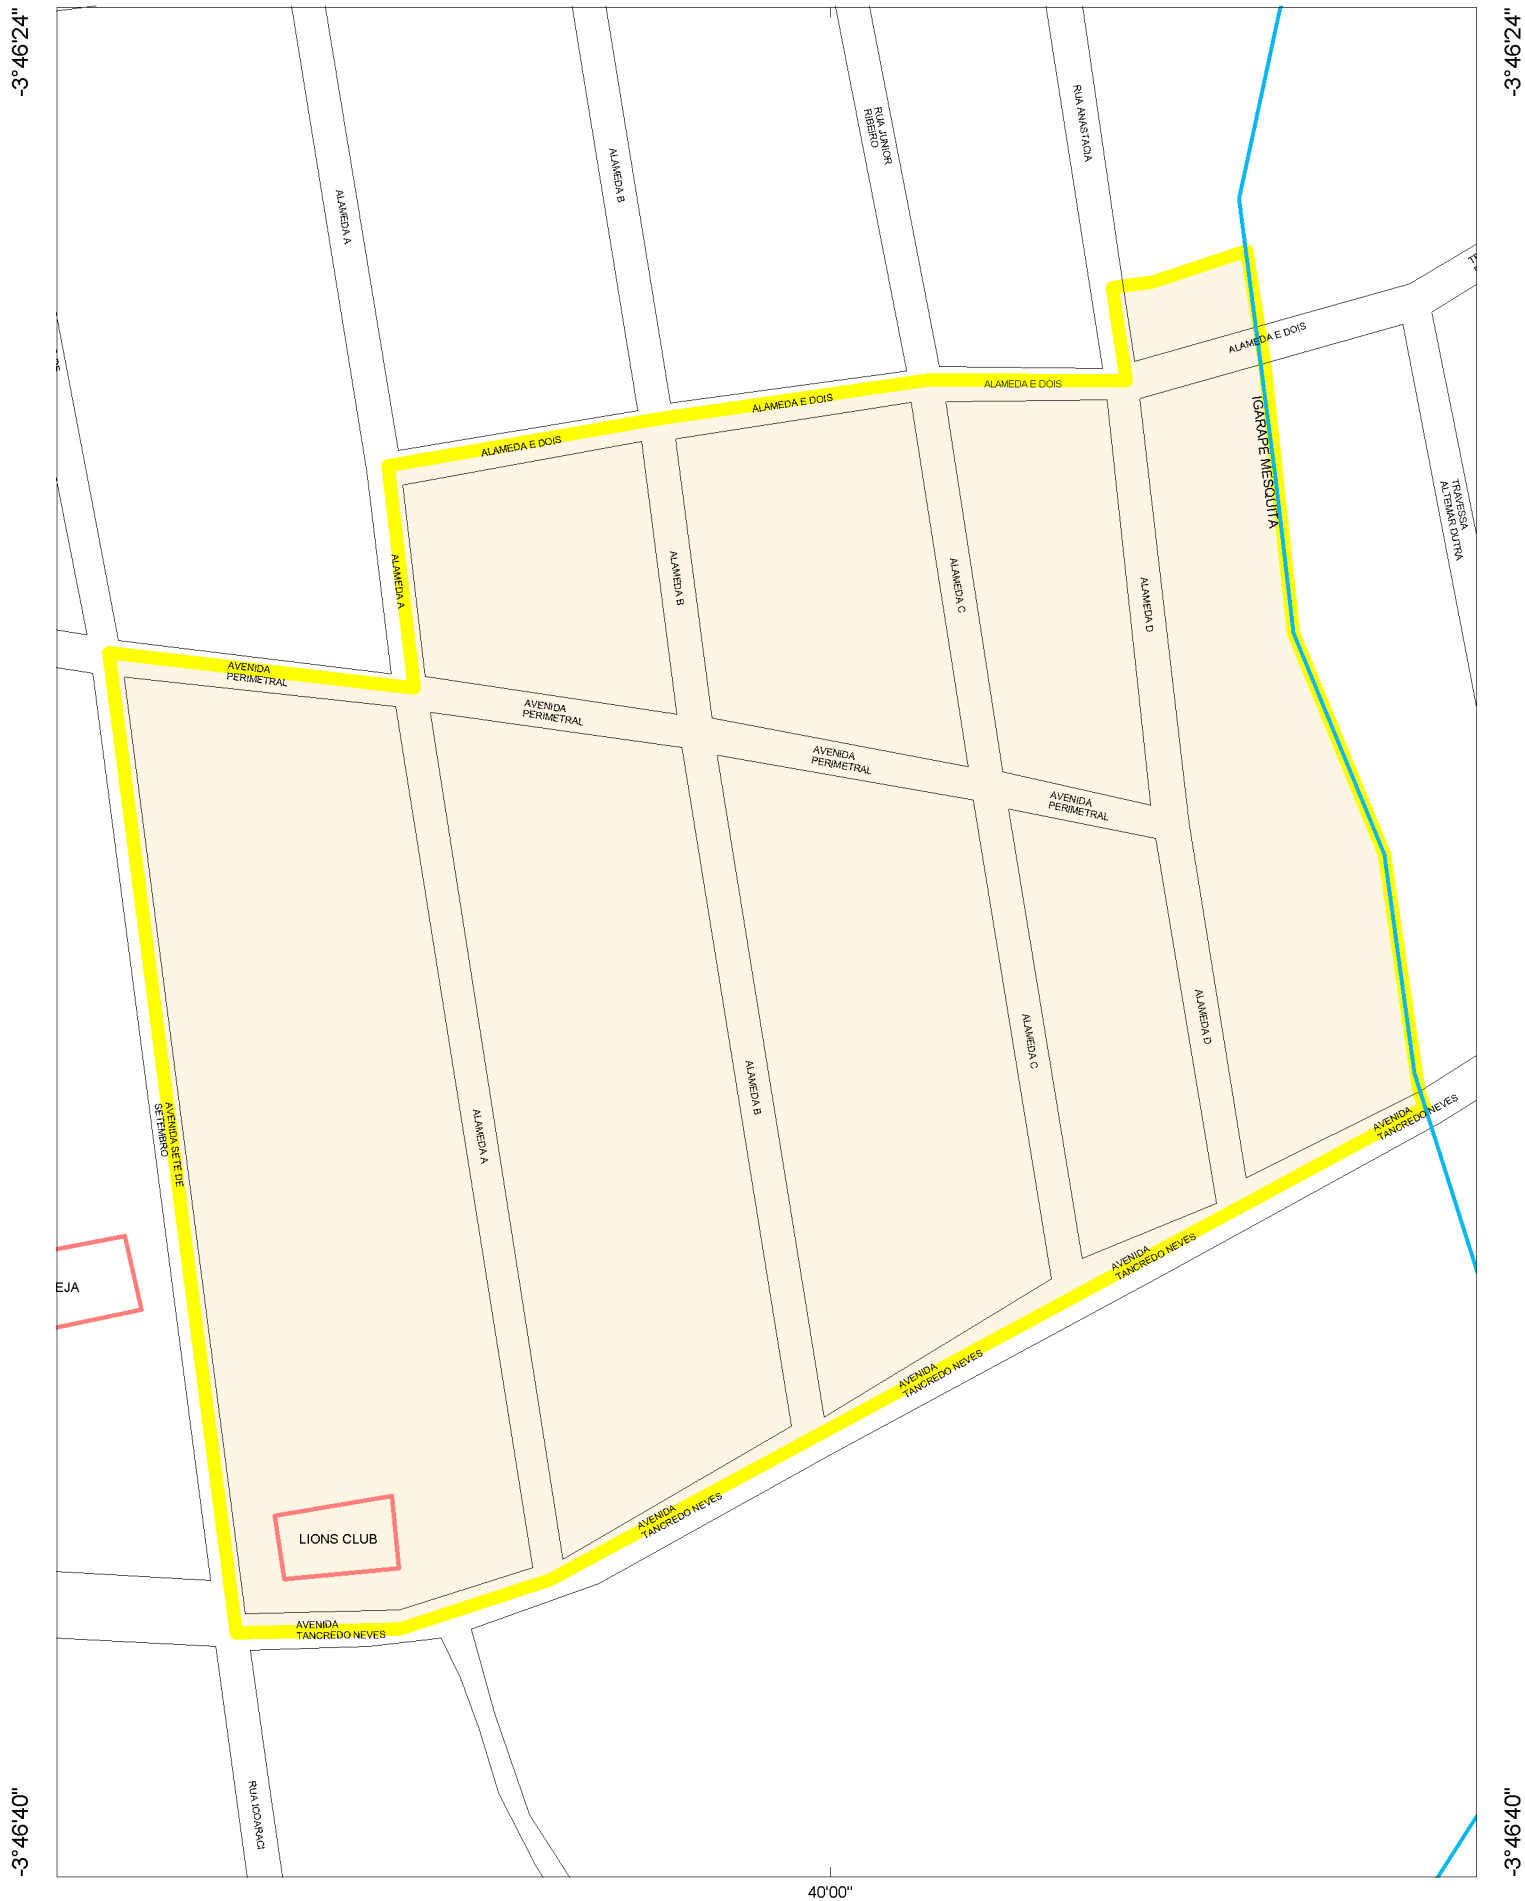 -3°46'24"
-3°46'24"
RUA ANASTACIA
RUA JUNIOR
RIBEIRO
ALAMEDA B
ALAMEDA A
ALAMEDA E DOIS
ALAMEDA E DOIS
ALAMEDA E DOIS
ALAMEDA E DOIS
IGARAPE MESQUITA
TRAVESSA
ALTEMAR DUTRA
ALAMEDA A
ALAMEDA B
ALAMEDA C
ALAMEDA D
AVENIDA
PERIMETRAL
AVENIDA
PERIMETRAL
AVENIDA
PERIMETRAL
AVENIDA
PERIMETRAL
ALAMEDA D
ALAMEDA C
ALAMEDA B
ALAMEDA A
AVENIDA SETE DE
SETEMBRO
AVENIDA
TANCREDO NEVES
AVENIDA
TANCREDO NEVES
EJA
AVENIDA
TANCREDO NEVES
AVENIDA
TANCREDO NEVES
LIONS CLUB
AVENIDA
TANCREDO NEVES
RUA ICOARACI
-3°46'40"
-3°46'40"
40'00"